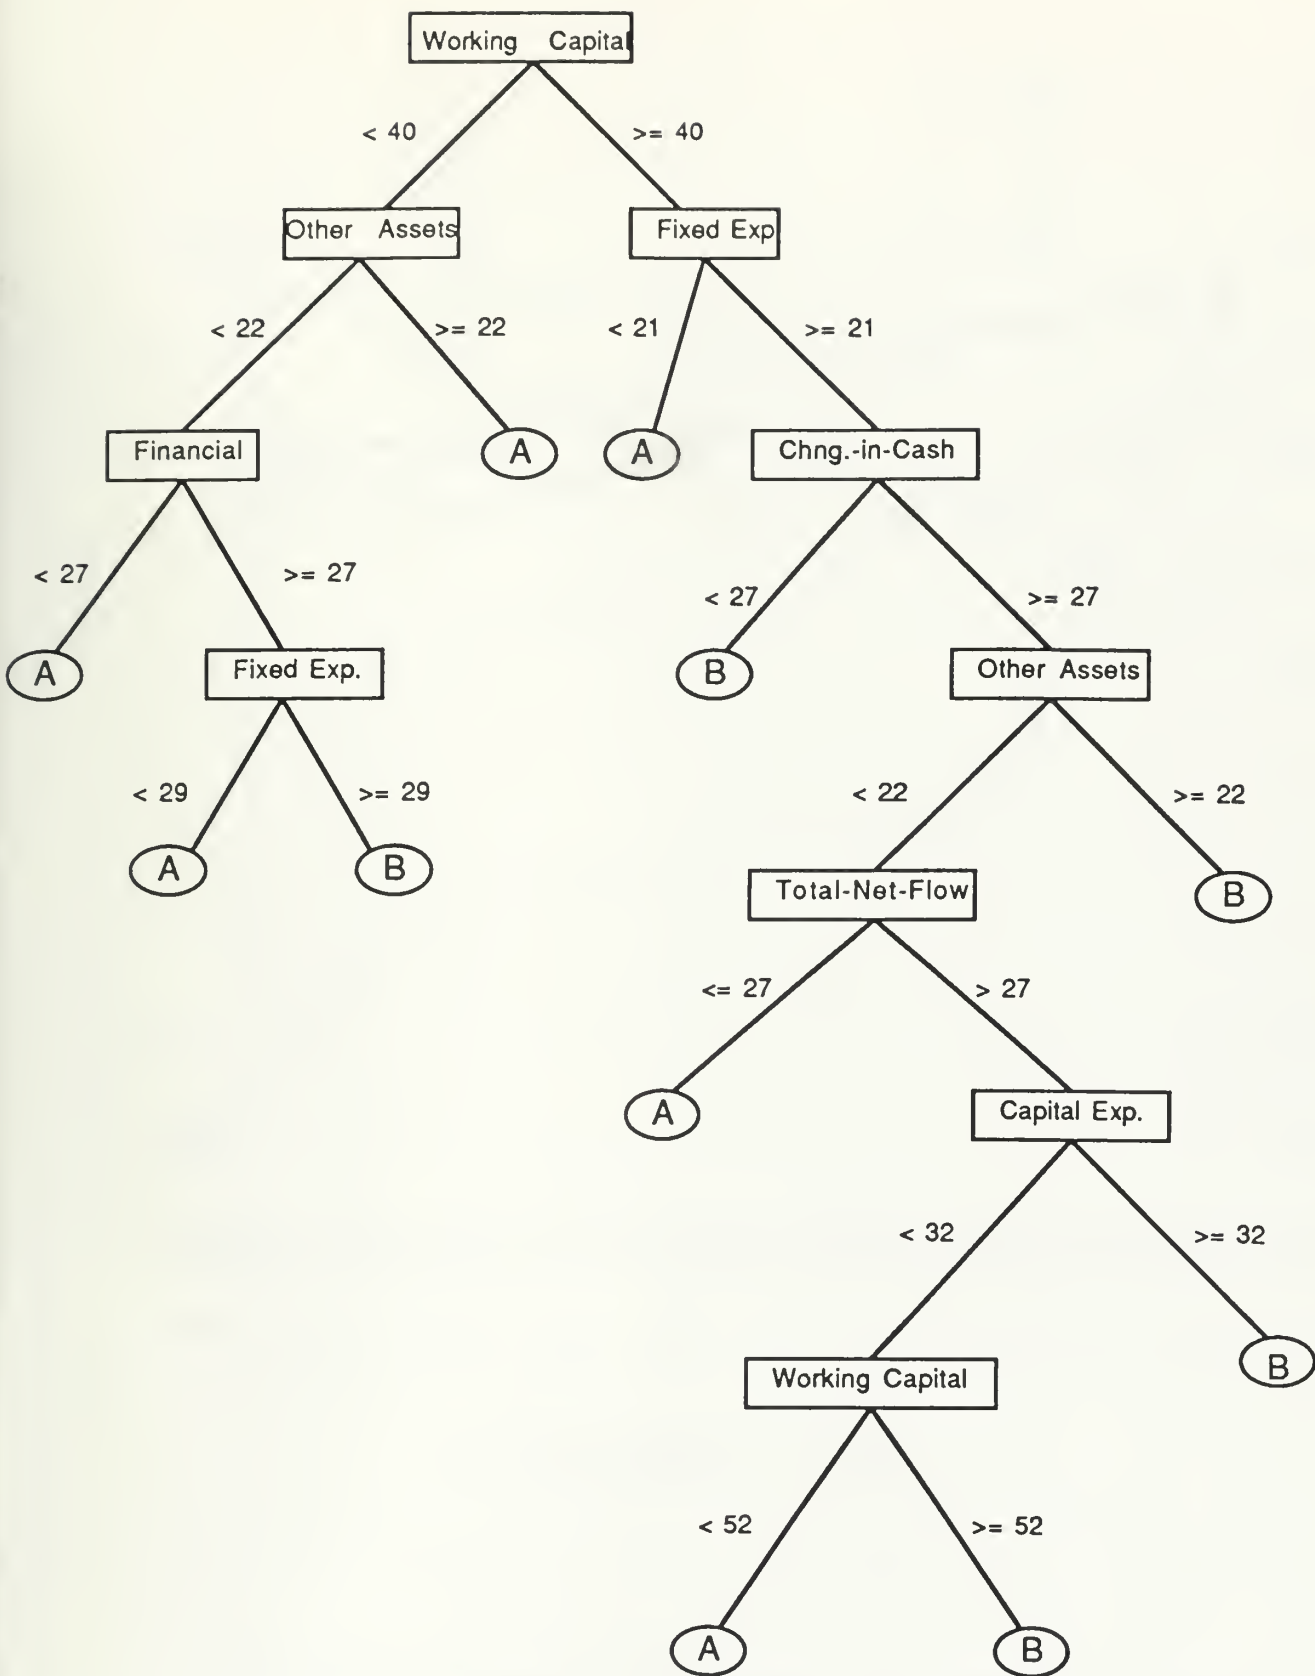 Working Capital
< 40 >= 40
Other Assets Fixed Exp
< 22 >= 22 < 21 >= 21
Financial A A Chng.-in-Cash
< 27 >= 27 < 27 >= 27
A Fixed Exp. B Other Assets
< 29 >= 29 < 22 >= 22
A B Total-Net-Flow B
<= 27 > 27
A Capital Exp.
< 32 >= 32
Working Capital B
< 52 >= 52
A B